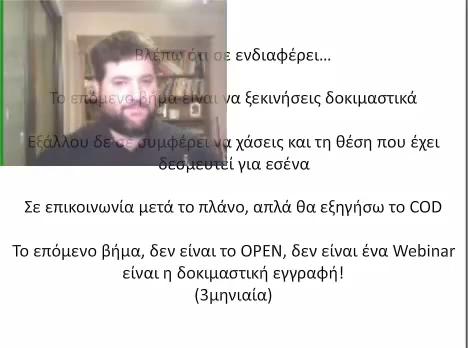 Βλέπω ότι σε ενδιαφέρει...
Το επόμενο βήμα είναι να ξεκινήσεις δοκιμαστικά
Εξάλλου δε σε συμφέρει να χάσεις και τη θέση που έχει
δεσμευτεί για εσένα
Σε επικοινωνία μετά το πλάνο, απλά θα εξηγήσω το COD
Το επόμενο βήμα, δεν είναι το OPEN, δεν είναι ένα Webinar
είναι η δοκιμαστική εγγραφή!
(3μηνιαία)